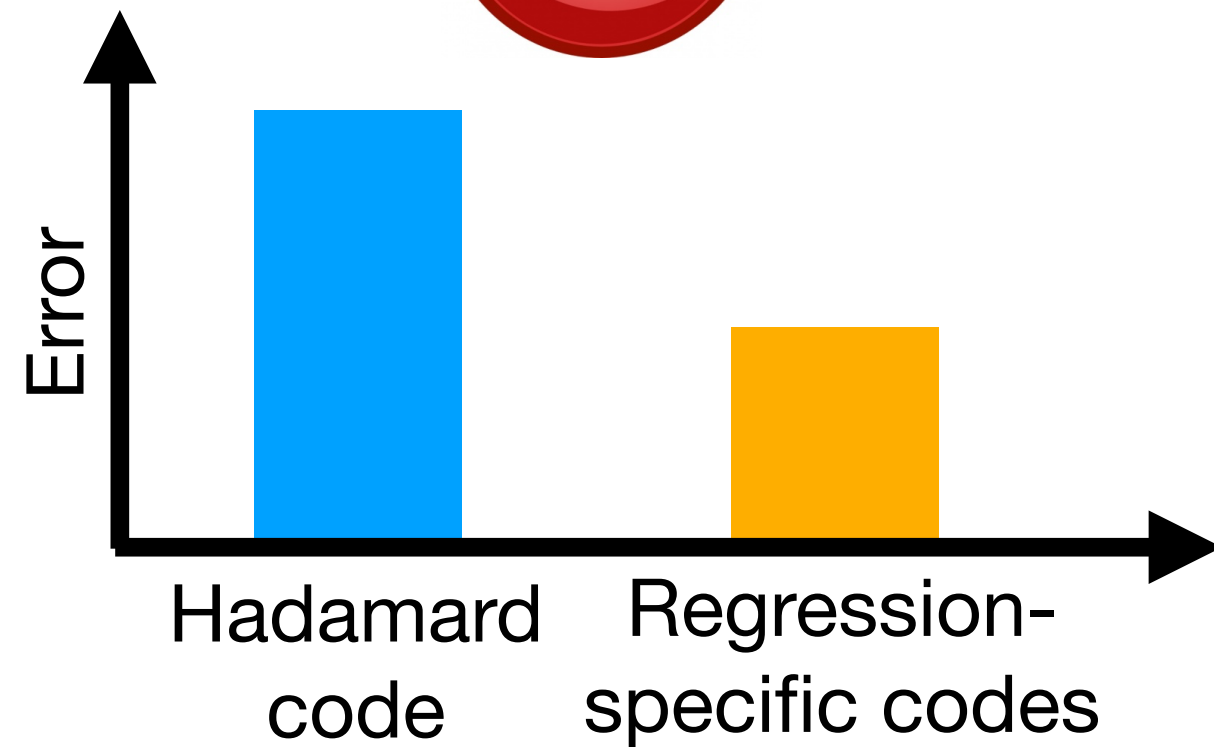 Error
Hadamard
code
Regression-
specific codes